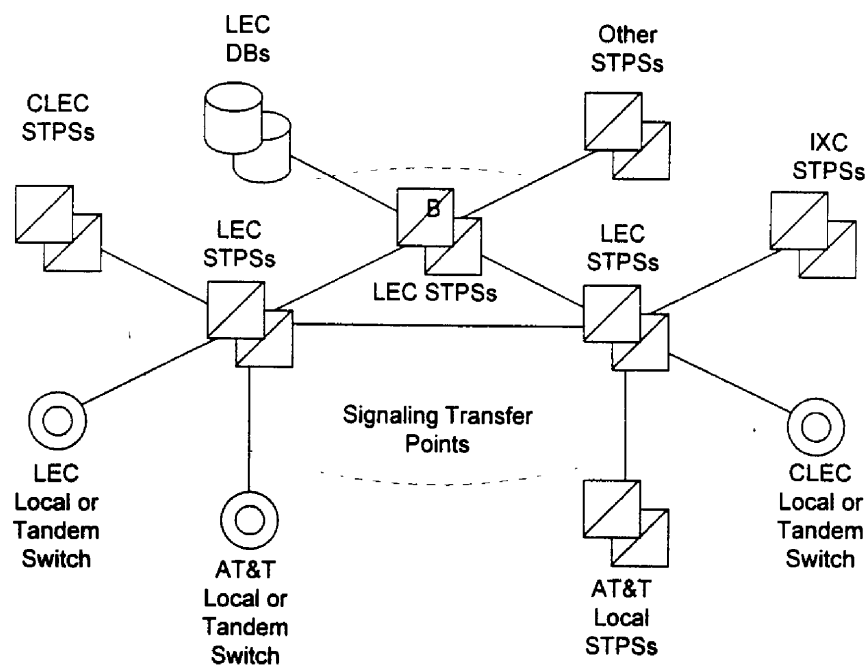 LEC
DBs
Other
STPSs
CLEC
STPSs
IXC
STPSs
B
LEC
STPSs
LEC
STPSs
LEC STPSs
Signaling Transfer
Points
LEC
Local or
Tandem
Switch
CLEC
Local or
Tandem
Switch
AT&T
Local or
Tandem
Switch
AT&T
Local
STPSs